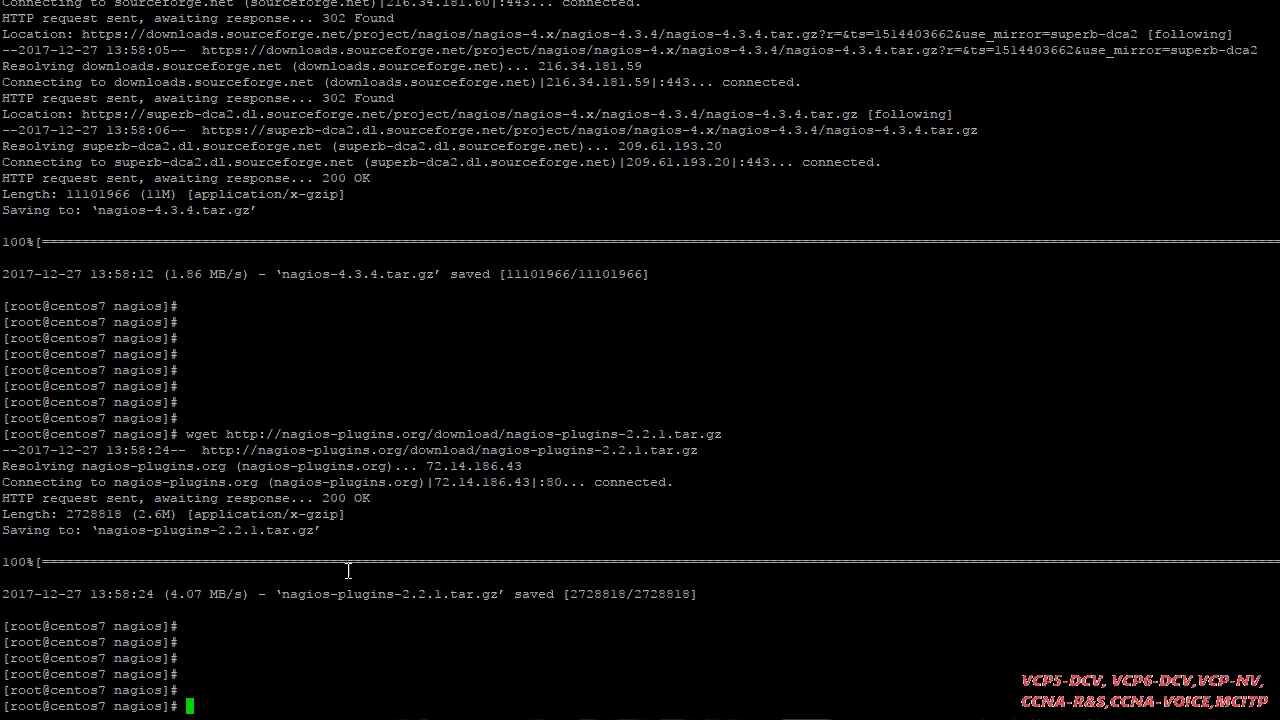 Connecting to sourceforge.net (sourceforge.net)|216.34.181.60|:443... connected.
HTTP request sent, awaiting response... 302 Found
Location: https://downloads.sourceforge.net/project/nagios/nagios-4.x/nagios-4.3.4/nagios-4.3.4.tar.gz?r=&ts=1514403662&use_mirror=superb-dca2 [following]
--2017-12-27 13:58:05--  https://downloads.sourceforge.net/project/nagios/nagios-4.x/nagios-4.3.4/nagios-4.3.4.tar.gz?r=&ts=1514403662&use_mirror=superb-dca2
Resolving downloads.sourceforge.net (downloads.sourceforge.net)... 216.34.181.59
Connecting to downloads.sourceforge.net (downloads.sourceforge.net)|216.34.181.59|:443... connected.
HTTP request sent, awaiting response... 302 Found
Location: https://superb-dca2.dl.sourceforge.net/project/nagios/nagios-4.x/nagios-4.3.4/nagios-4.3.4.tar.gz [following]
--2017-12-27 13:58:06--  https://superb-dca2.dl.sourceforge.net/project/nagios/nagios-4.x/nagios-4.3.4/nagios-4.3.4.tar.gz
Resolving superb-dca2.dl.sourceforge.net (superb-dca2.dl.sourceforge.net)... 209.61.193.20
Connecting to superb-dca2.dl.sourceforge.net (superb-dca2.dl.sourceforge.net)|209.61.193.20|:443... connected.
HTTP request sent, awaiting response... 200 OK
Length: 11101966 (11M) [application/x-gzip]
Saving to: ‘nagios-4.3.4.tar.gz’
100%[==============================
2017-12-27 13:58:12 (1.86 MB/s) - ‘nagios-4.3.4.tar.gz’ saved [11101966/11101966]
[root@centos7 nagios]#
[root@centos7 nagios]#
[root@centos7 nagios]#
[root@centos7 nagios]#
[root@centos7 nagios]#
[root@centos7 nagios]#
[root@centos7 nagios]#
[root@centos7 nagios]#
[root@centos7 nagios]# wget http://nagios-plugins.org/download/nagios-plugins-2.2.1.tar.gz
--2017-12-27 13:58:24--  http://nagios-plugins.org/download/nagios-plugins-2.2.1.tar.gz
Resolving nagios-plugins.org (nagios-plugins.org)... 72.14.186.43
Connecting to nagios-plugins.org (nagios-plugins.org)|72.14.186.43|:80... connected.
HTTP request sent, awaiting response... 200 OK
Length: 2728818 (2.6M) [application/x-gzip]
Saving to: ‘nagios-plugins-2.2.1.tar.gz’
100%[==============================
2017-12-27 13:58:24 (4.07 MB/s) - ‘nagios-plugins-2.2.1.tar.gz’ saved [2728818/2728818]
[root@centos7 nagios]#
[root@centos7 nagios]#
[root@centos7 nagios]#
[root@centos7 nagios]#
[root@centos7 nagios]#
[root@centos7 nagios]#
VCP5-DCV, VCP6-DCV,VCP-NV,
CCNA-R&S,CCNA-VOICE,MCITP